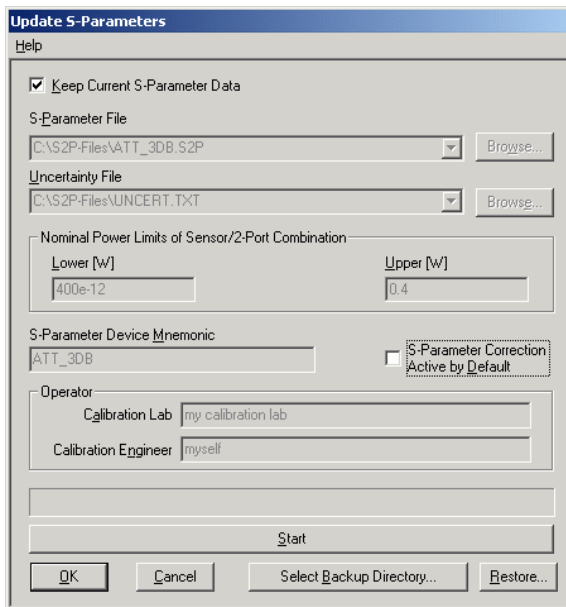 Update S-Parameters
Help
Keep Current S-Parameter Data
S-Parameter File
C:\S2P-Files\ATT_3DB.S2P
Browse...
Uncertainty File
C:\S2P-Files\UNCERT.TXT
Browse...
Nominal Power Limits of Sensor/2-Port Combination
Lower [W]
Upper [W]
400e-12
0.4
S-Parameter Device Mnemonic
ATT_3DB
S-Parameter Correction
Active by Default
Operator
Calibration Lab
my calibration lab
Calibration Engineer
myself
Start
OK
Cancel
Select Backup Directory...
Restore...